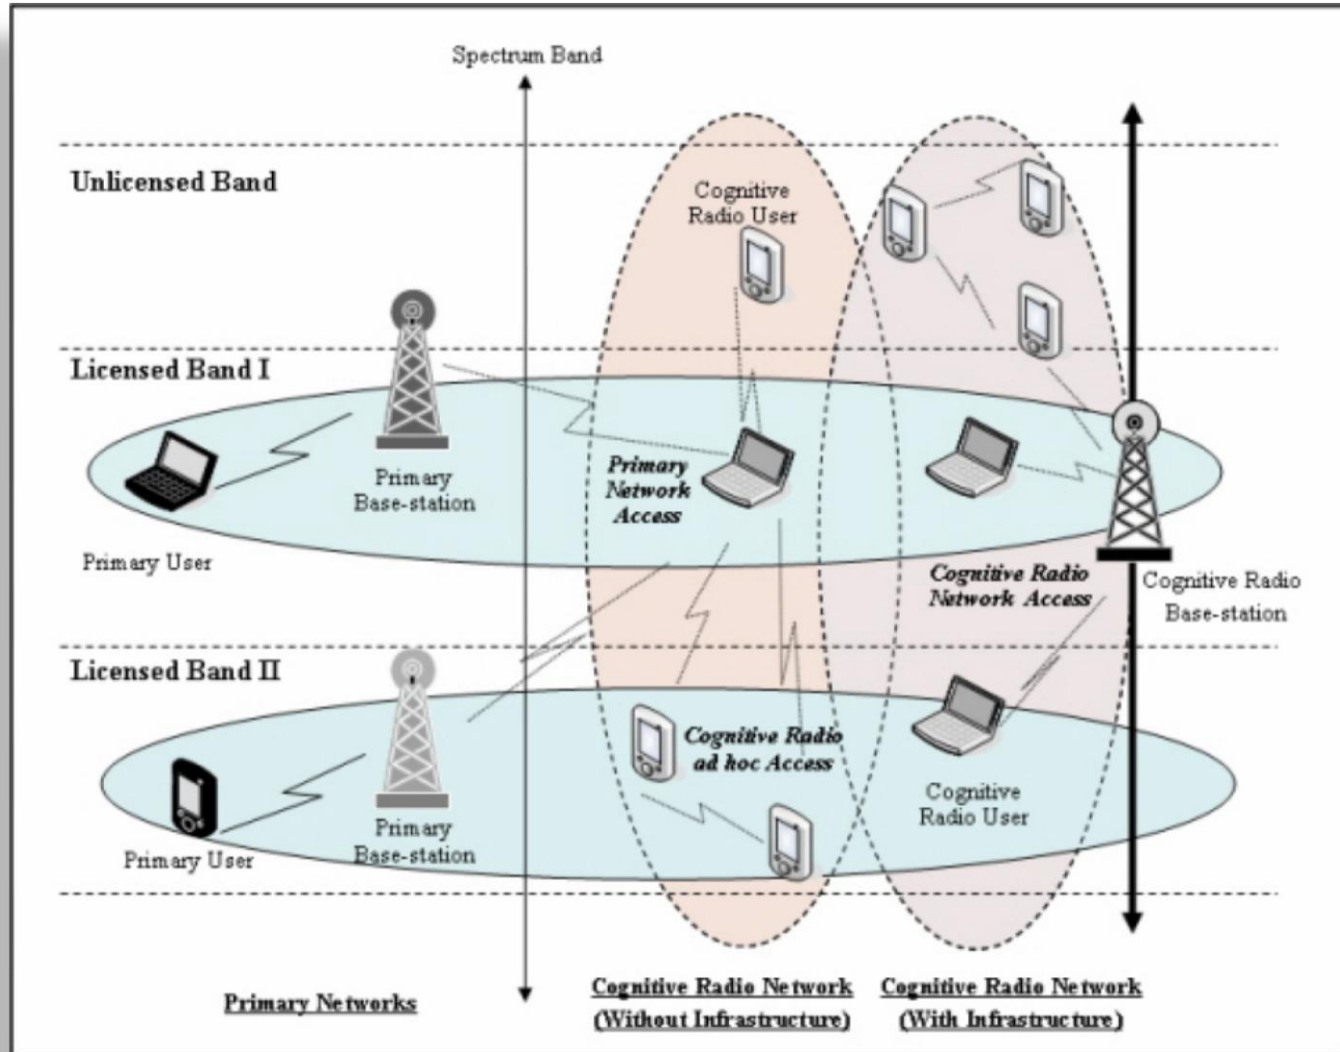 Spectrum Band
Unlicensed Band
Cognitive
Radio User
Licensed Band I
Primary
Base-station
Primary
Network
Access
Primary User
Cognitive Radio
Network Access
Cognitive Radio
Base-station
Licensed Band II
Cognitive Radio
ad hoc Access
Cognitive
Radio User
Primary
Base-station
Primary User
Primary Networks
Cognitive Radio Network
(Without Infrastructure)
Cognitive Radio Network
(With Infrastructure)